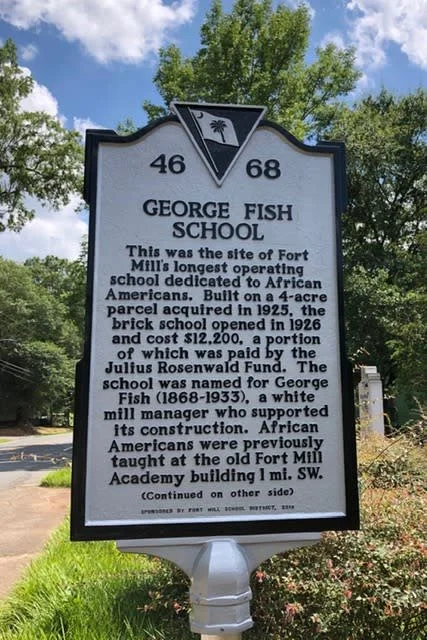 46 68
GEORGE FISH
SCHOOL
This was the site of Fort
Mill's longest operating
school dedicated to African
Americans. Built on a 4-acre
parcel acquired in 1925, the
brick school opened in 1926
and cost $12,200, a portion
of which was paid by the
Julius Rosenwald Fund. The
school was named for George
Fish (1868-1933), a white
mill manager who supported
its construction. African
Americans were previously
taught at the old Fort Mill
Academy building 1 mi. SW.
(Continued on other side)
SPONSORED BY FORT MILL SCHOOL DISTRICT,